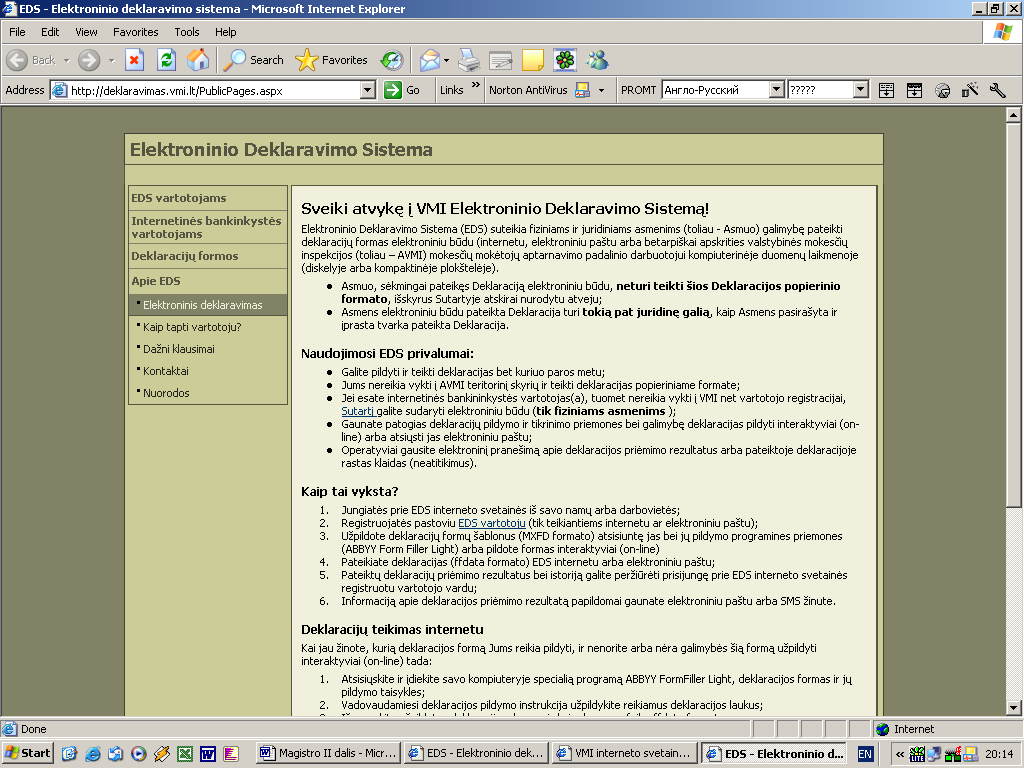 EDS - Elektroninio deklaravimo sistema - Microsoft Internet Explorer
File Edit View Favorites Tools Help
Back Search Favorites
Address http://deklaravimas.vmi.lt/PublicPages.aspx Go Links » Norton AntiVirus PROMT Англо-Русский ?????
Elektroninio Deklaravimo Sistema
EDS vartotojams
Internetinės bankinkystės
vartotojams
Deklaracijų formos
Apie EDS
Elektroninis deklaravimas
Kaip tapti vartotoju?
Dažni klausimai
Kontaktai
Nuorodos
Sveiki atvykę į VMI Elektroninio Deklaravimo Sistemą!
Elektroninio Deklaravimo Sistema (EDS) suteikia fiziniams ir juridiniams asmenims (toliau - Asmuo) galimybę pateikti
deklaracijų formas elektroniniu būdu (internetu, elektroniniu paštu arba betarpiškai apskrities valstybinės mokesčių
inspekcijos (toliau – AVMI) mokesčių mokėtojų aptarnavimo padalinio darbuotojui kompiuterinėje duomenų laikmenoje
(diskelyje arba kompaktinėje plokštelėje).
• Asmuo, sėkmingai pateikęs Deklaraciją elektroniniu būdu, neturi teikti šios Deklaracijos popierinio
formato, išskyrus Sutartyje atskirai nurodytu atveju;
• Asmens elektroniniu būdu pateikta Deklaracija turi tokią pat juridinę galią, kaip Asmens pasirašyta ir
įprasta tvarka pateikta Deklaracija.
Naudojimosi EDS privalumai:
• Galite pildyti ir teikti deklaracijas bet kuriuo paros metu;
• Jums nereikia vykti į AVMI teritorinį skyrių ir teikti deklaracijas popieriniame formate;
• Jei esate internetinės bankininkystės vartotojas(a), tuomet nereikia vykti į VMI net vartotojo registracijai,
Sutartį galite sudaryti elektroniniu būdu (tik fiziniams asmenims );
• Gaunate patogias deklaracijų pildymo ir tikrinimo priemones bei galimybę deklaracijas pildyti interaktyviai (on-
line) arba atsiųsti jas elektroniniu paštu;
• Operatyviai gausite elektroninį pranešimą apie deklaracijos priėmimo rezultatus arba pateiktoje deklaracijoje
rastas klaidas (neatitikimus).
Kaip tai vyksta?
1. Jungiatės prie EDS interneto svetainės iš savo namų arba darbovietės;
2. Registruojatės pastoviu EDS vartotoju (tik teikiantiems internetu ar elektroniniu paštu);
3. Užpildote deklaracijų formų šablonus (MXFD formato) atsisiuntę jas bei jų pildymo programines priemones
(ABBYY Form Filler Light) arba pildote formas interaktyviai (on-line)
4. Pateikiate deklaracijas (ffdata formato) EDS internetu arba elektroniniu paštu;
5. Pateiktų deklaracijų priėmimo rezultatus bei istoriją galite peržiūrėti prisijungę prie EDS interneto svetainės
registruotu vartotojo vardu;
6. Informaciją apie deklaracijos priėmimo rezultatą papildomai gaunate elektroniniu paštu arba SMS žinute.
Deklaracijų teikimas internetu
Kai jau žinote, kurią deklaracijos formą Jums reikia pildyti, ir nenorite arba nėra galimybės šią formą užpildyti
interaktyviai (on-line) tada:
1. Atsisiųskite ir įdiekite savo kompiuteryje specialią programą ABBYY FormFiller Light, deklaracijos formas ir jų
pildymo taisykles;
2. Vadovaudamiesi deklaracijos pildymo instrukcija užpildykite reikiamus deklaracijos laukus;
Done Internet
Start Magistro II dalis - Micr... EDS - Elektroninio dek... VMI interneto svetain... EDS - Elektroninio d... EN « LITE 20:14